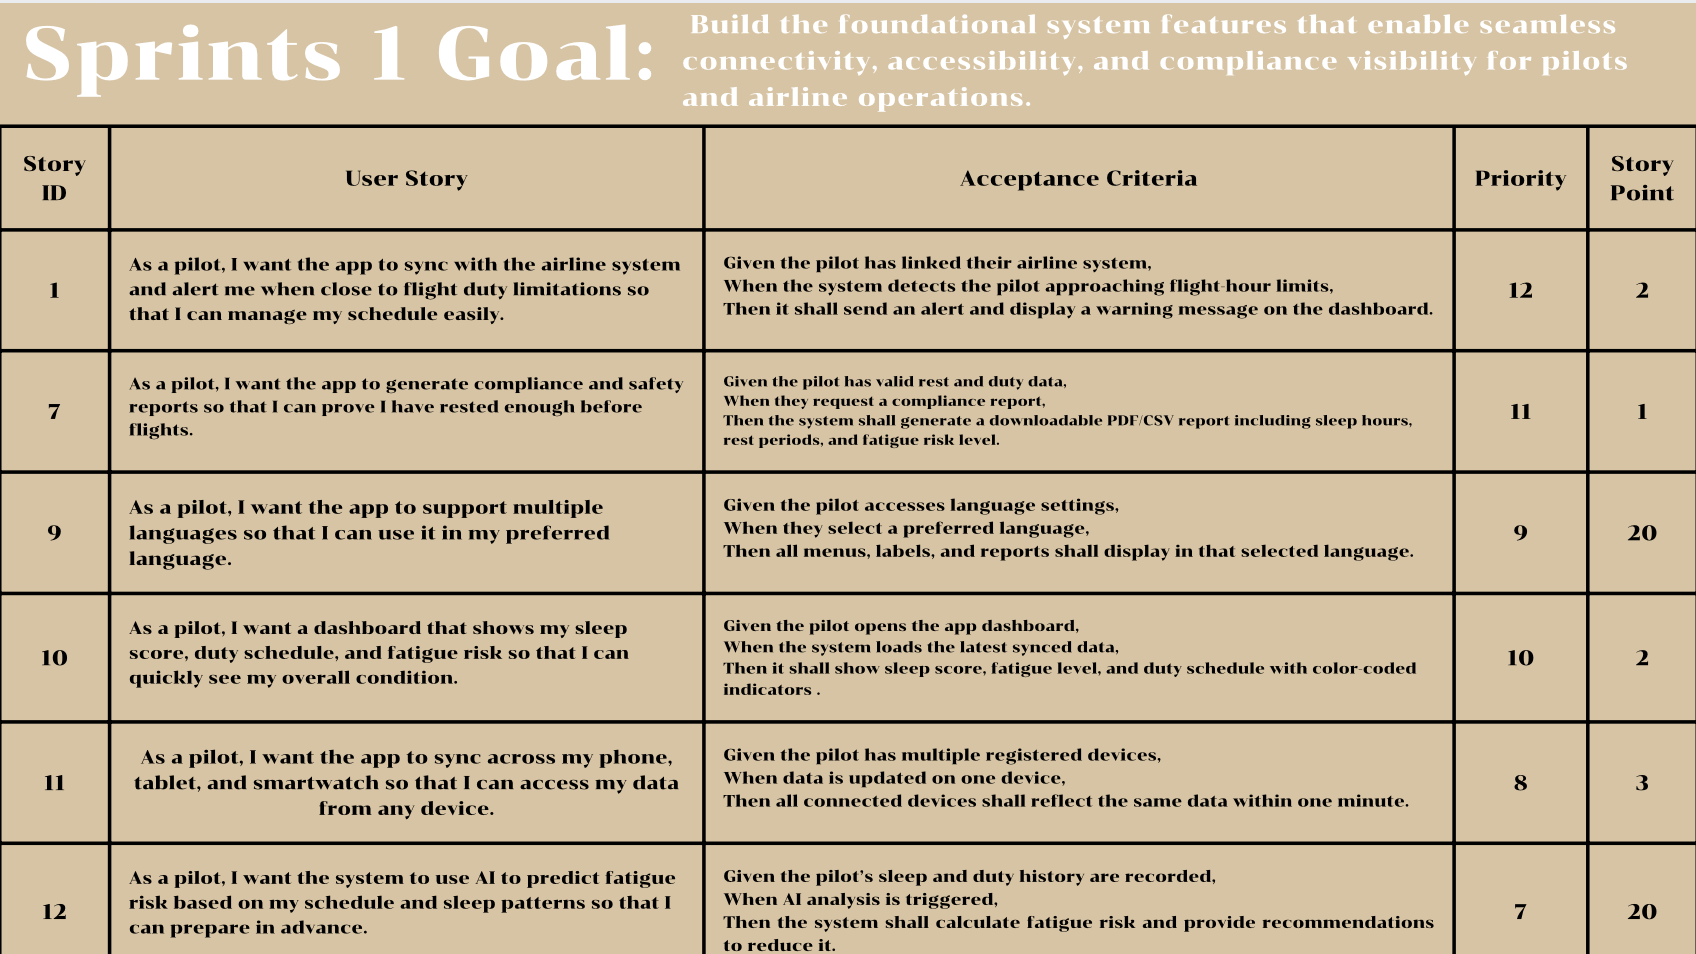 Sprints 1 Goal:
Build the foundational system features that enable seamless
connectivity, accessibility, and compliance visibility for pilots
and airline operations.
Story
ID
User Story
Acceptance Criteria
Priority
Story
Point
1
As a pilot, I want the app to sync with the airline system
and alert me when close to flight duty limitations so
that I can manage my schedule easily.
Given the pilot has linked their airline system,
When the system detects the pilot approaching flight-hour limits,
Then it shall send an alert and display a warning message on the dashboard.
12
2
7
As a pilot, I want the app to generate compliance and safety
reports so that I can prove I have rested enough before
flights.
Given the pilot has valid rest and duty data,
When they request a compliance report,
Then the system shall generate a downloadable PDF/CSV report including sleep hours,
rest periods, and fatigue risk level.
11
1
9
As a pilot, I want the app to support multiple
languages so that I can use it in my preferred
language.
Given the pilot accesses language settings,
When they select a preferred language,
Then all menus, labels, and reports shall display in that selected language.
9
20
10
As a pilot, I want a dashboard that shows my sleep
score, duty schedule, and fatigue risk so that I can
quickly see my overall condition.
Given the pilot opens the app dashboard,
When the system loads the latest synced data,
Then it shall show sleep score, fatigue level, and duty schedule with color-coded
indicators .
10
2
11
As a pilot, I want the app to sync across my phone,
tablet, and smartwatch so that I can access my data
from any device.
Given the pilot has multiple registered devices,
When data is updated on one device,
Then all connected devices shall reflect the same data within one minute.
8
3
12
As a pilot, I want the system to use AI to predict fatigue
risk based on my schedule and sleep patterns so that I
can prepare in advance.
Given the pilot's sleep and duty history are recorded,
When AI analysis is triggered,
Then the system shall calculate fatigue risk and provide recommendations
to reduce it.
7
20